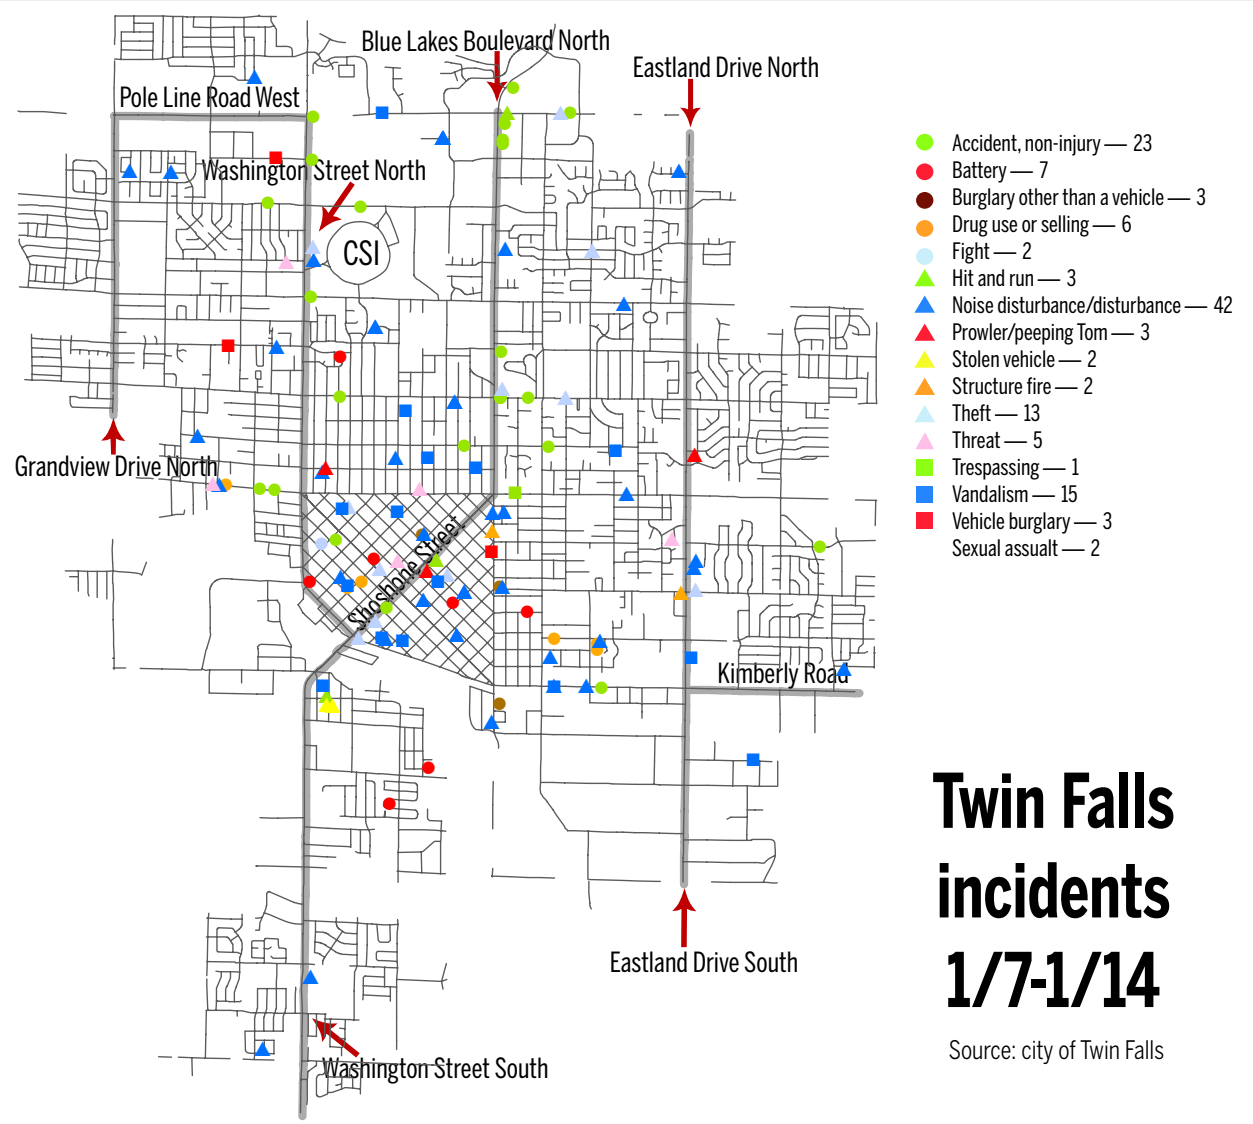 Blue Lakes Boulevard North
Eastland Drive North
Pole Line Road West
Washington Street North
CSI
Grandview Drive North
Shoshone Street
Kimberly Road
Eastland Drive South
Washington Street South
Accident, non-injury — 23
Battery — 7
Burglary other than a vehicle — 3
Drug use or selling — 6
Fight — 2
Hit and run — 3
Noise disturbance/disturbance — 42
Prowler/peeping Tom — 3
Stolen vehicle — 2
Structure fire — 2
Theft — 13
Threat — 5
Trespassing — 1
Vandalism — 15
Vehicle burglary — 3
Sexual assualt — 2
Twin Falls
incidents
1/7-1/14
Source: city of Twin Falls